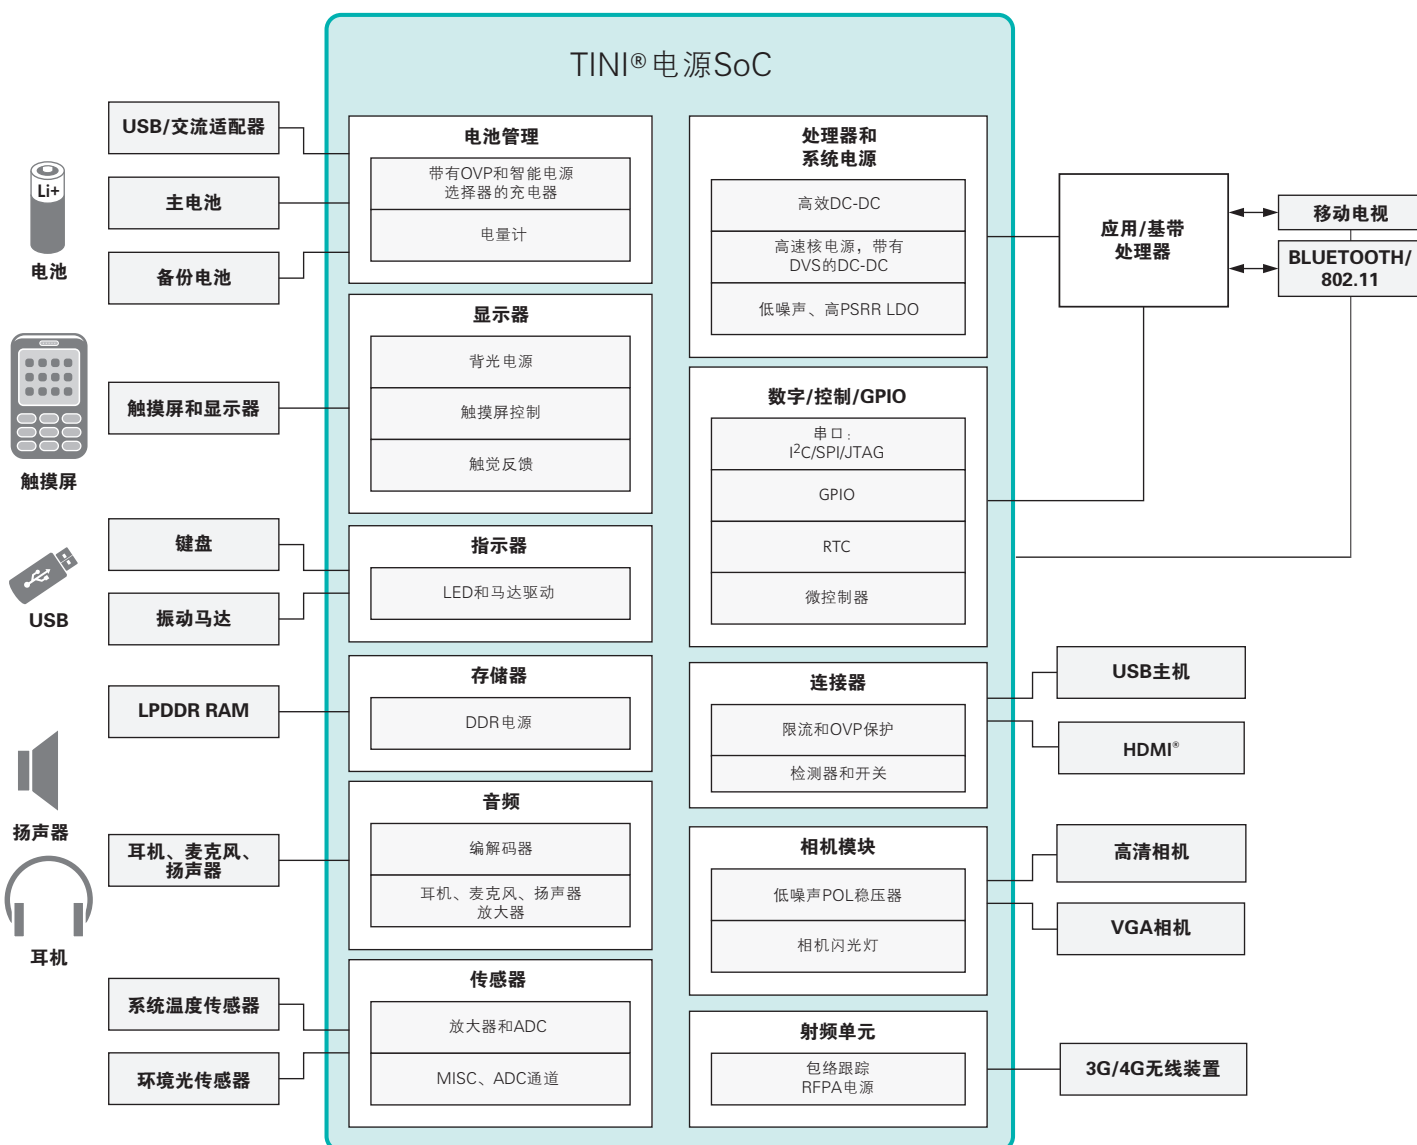 TINI®电源SoC
USB/交流适配器
Li+
主电池
电池
备份电池
触摸屏和显示器
触摸屏
键盘
USB
振动马达
LPDDR RAM
扬声器
耳机、麦克风、
扬声器
耳机
系统温度传感器
环境光传感器
电池管理
带有OVP和智能电源
选择器的充电器
电量计
显示器
背光电源
触摸屏控制
触觉反馈
指示器
LED和马达驱动
存储器
DDR电源
音频
编解码器
耳机、麦克风、扬声器
放大器
传感器
放大器和ADC
MISC、ADC通道
处理器和
系统电源
高效DC-DC
高速核电源，带有
DVS的DC-DC
低噪声、高PSRR LDO
数字/控制/GPIO
串口：
I²C/SPI/JTAG
GPIO
RTC
微控制器
连接器
限流和OVP保护
检测器和开关
相机模块
低噪声POL稳压器
相机闪光灯
射频单元
包络跟踪
RFPA电源
应用/基带
处理器
移动电视
BLUETOOTH/
802.11
USB主机
HDMI®
高清相机
VGA相机
3G/4G无线装置